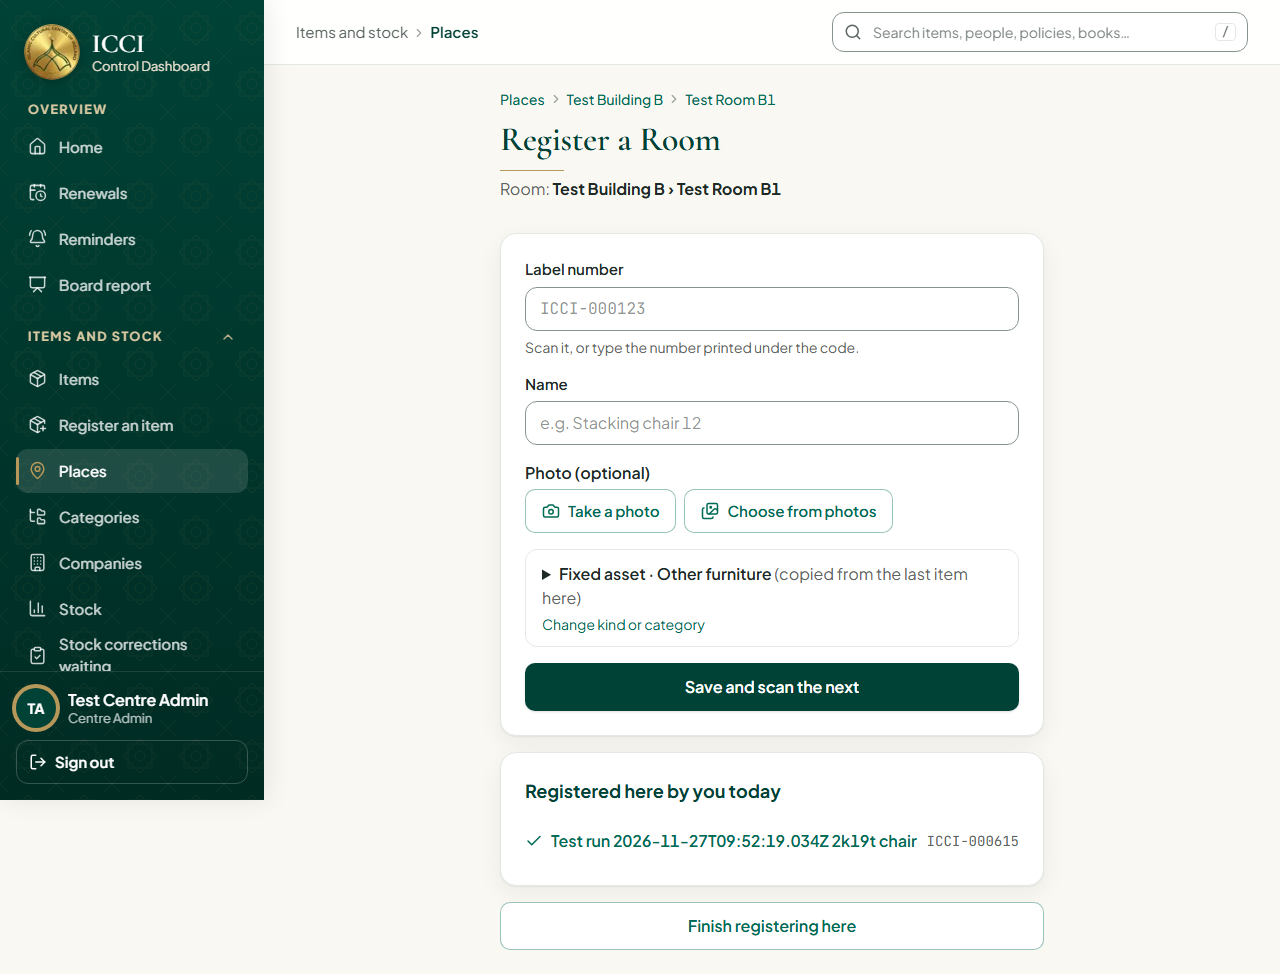 ICCI
Control Dashboard
OVERVIEW
Home
Renewals
Reminders
Board report
ITEMS AND STOCK
Items
Register an item
Places
Categories
Companies
Stock
Stock corrections
waiting
TA
Test Centre Admin
Centre Admin
Sign out
Items and stock › Places
Search items, people, policies, books… /
Places › Test Building B › Test Room B1
Register a Room
Room: Test Building B › Test Room B1
Label number
ICCI-000123
Scan it, or type the number printed under the code.
Name
e.g. Stacking chair 12
Photo (optional)
Take a photo
Choose from photos
Fixed asset · Other furniture (copied from the last item
here)
Change kind or category
Save and scan the next
Registered here by you today
Test run 2026-11-27T09:52:19.034Z 2k19t chair ICCI-000615
Finish registering here